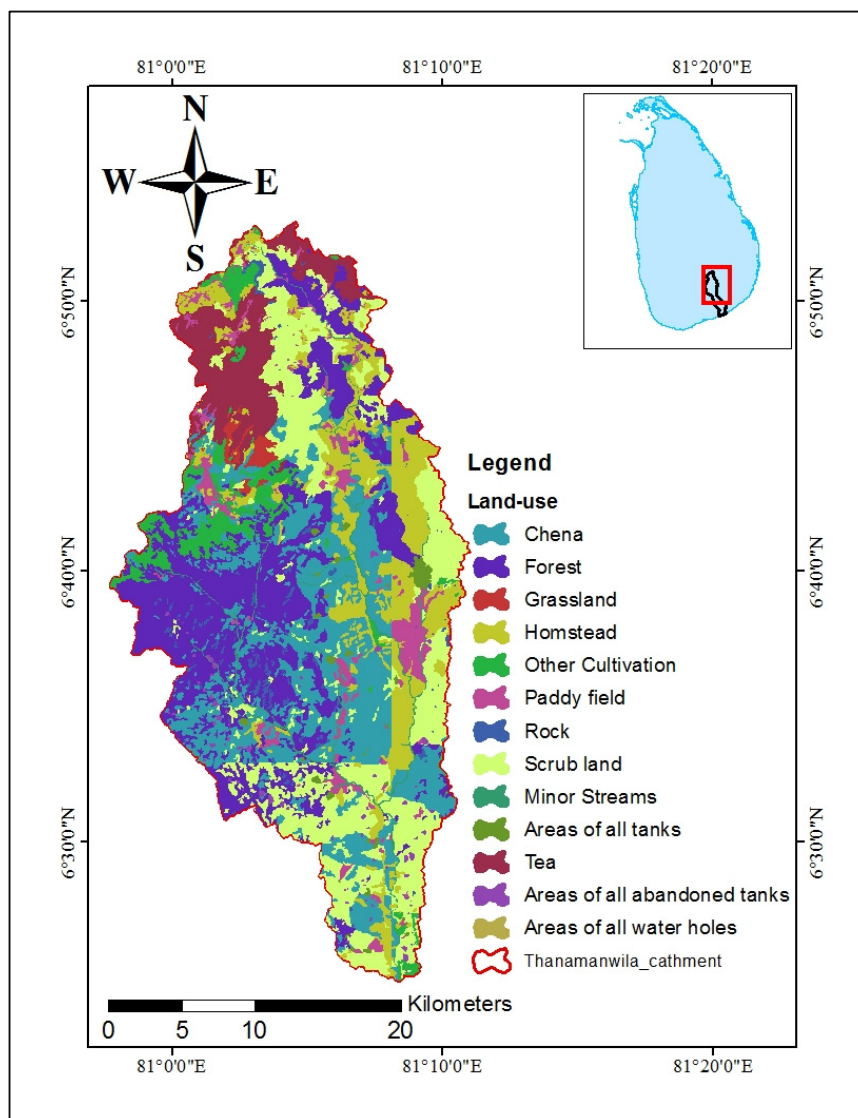 81°0'0"E
81°10'0"E
81°20'0"E
N
W
E
S
6°50'0"N
6°50'0"N
Legend
Land-use
Chena
Forest
Grassland
Homstead
Other Cultivation
Paddy field
Rock
Scrub land
Minor Streams
Areas of all tanks
Tea
Areas of all abandoned tanks
Areas of all water holes
Thanamanwila_cathment
6°40'0"N
6°40'0"N
6°30'0"N
6°30'0"N
Kilometers
0 5 10 20
81°0'0"E
81°10'0"E
81°20'0"E